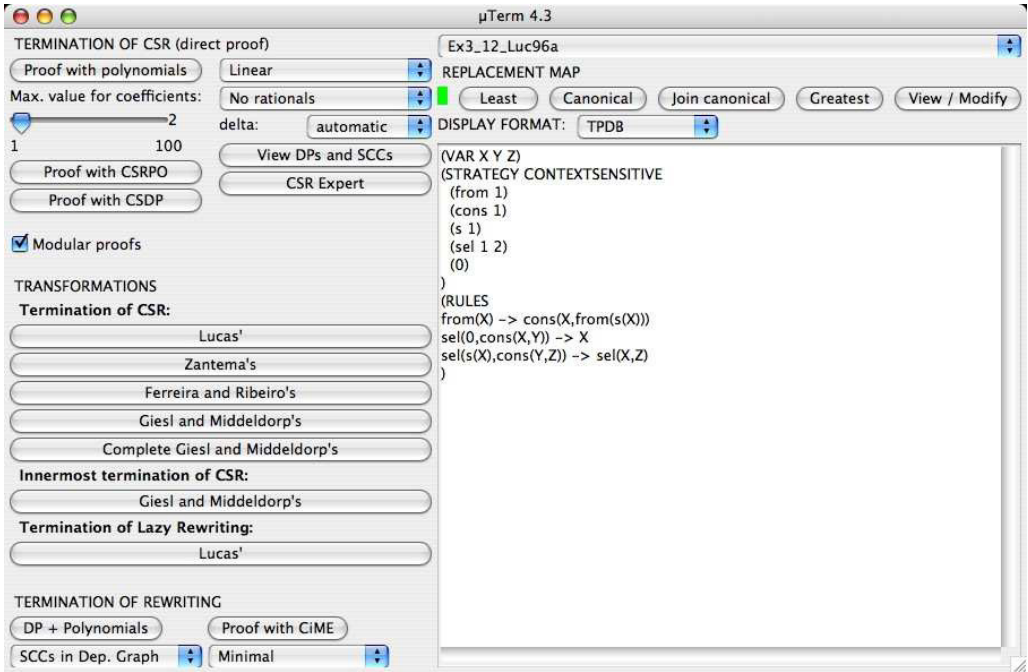 µTerm 4.3
TERMINATION OF CSR (direct proof)
Proof with polynomials
Linear
Max. value for coefficients:
No rationals
2
1 100
delta:
automatic
View DPs and SCCs
Proof with CSRPO
CSR Expert
Proof with CSDP
Modular proofs
TRANSFORMATIONS
Termination of CSR:
Lucas'
Zantema's
Ferreira and Ribeiro's
Giesl and Middeldorp's
Complete Giesl and Middeldorp's
Innermost termination of CSR:
Giesl and Middeldorp's
Termination of Lazy Rewriting:
Lucas'
TERMINATION OF REWRITING
DP + Polynomials
Proof with CiME
SCCs in Dep. Graph
Minimal
Ex3_12_Luc96a
REPLACEMENT MAP
Least
Canonical
Join canonical
Greatest
View / Modify
DISPLAY FORMAT:
TPDB
(VAR X Y Z)
(STRATEGY CONTEXTSENSITIVE
(from 1)
(cons 1)
(s 1)
(sel 1 2)
(0)
)
(RULES
from(X) -> cons(X,from(s(X)))
sel(0,cons(X,Y)) -> X
sel(s(X),cons(Y,Z)) -> sel(X,Z)
)